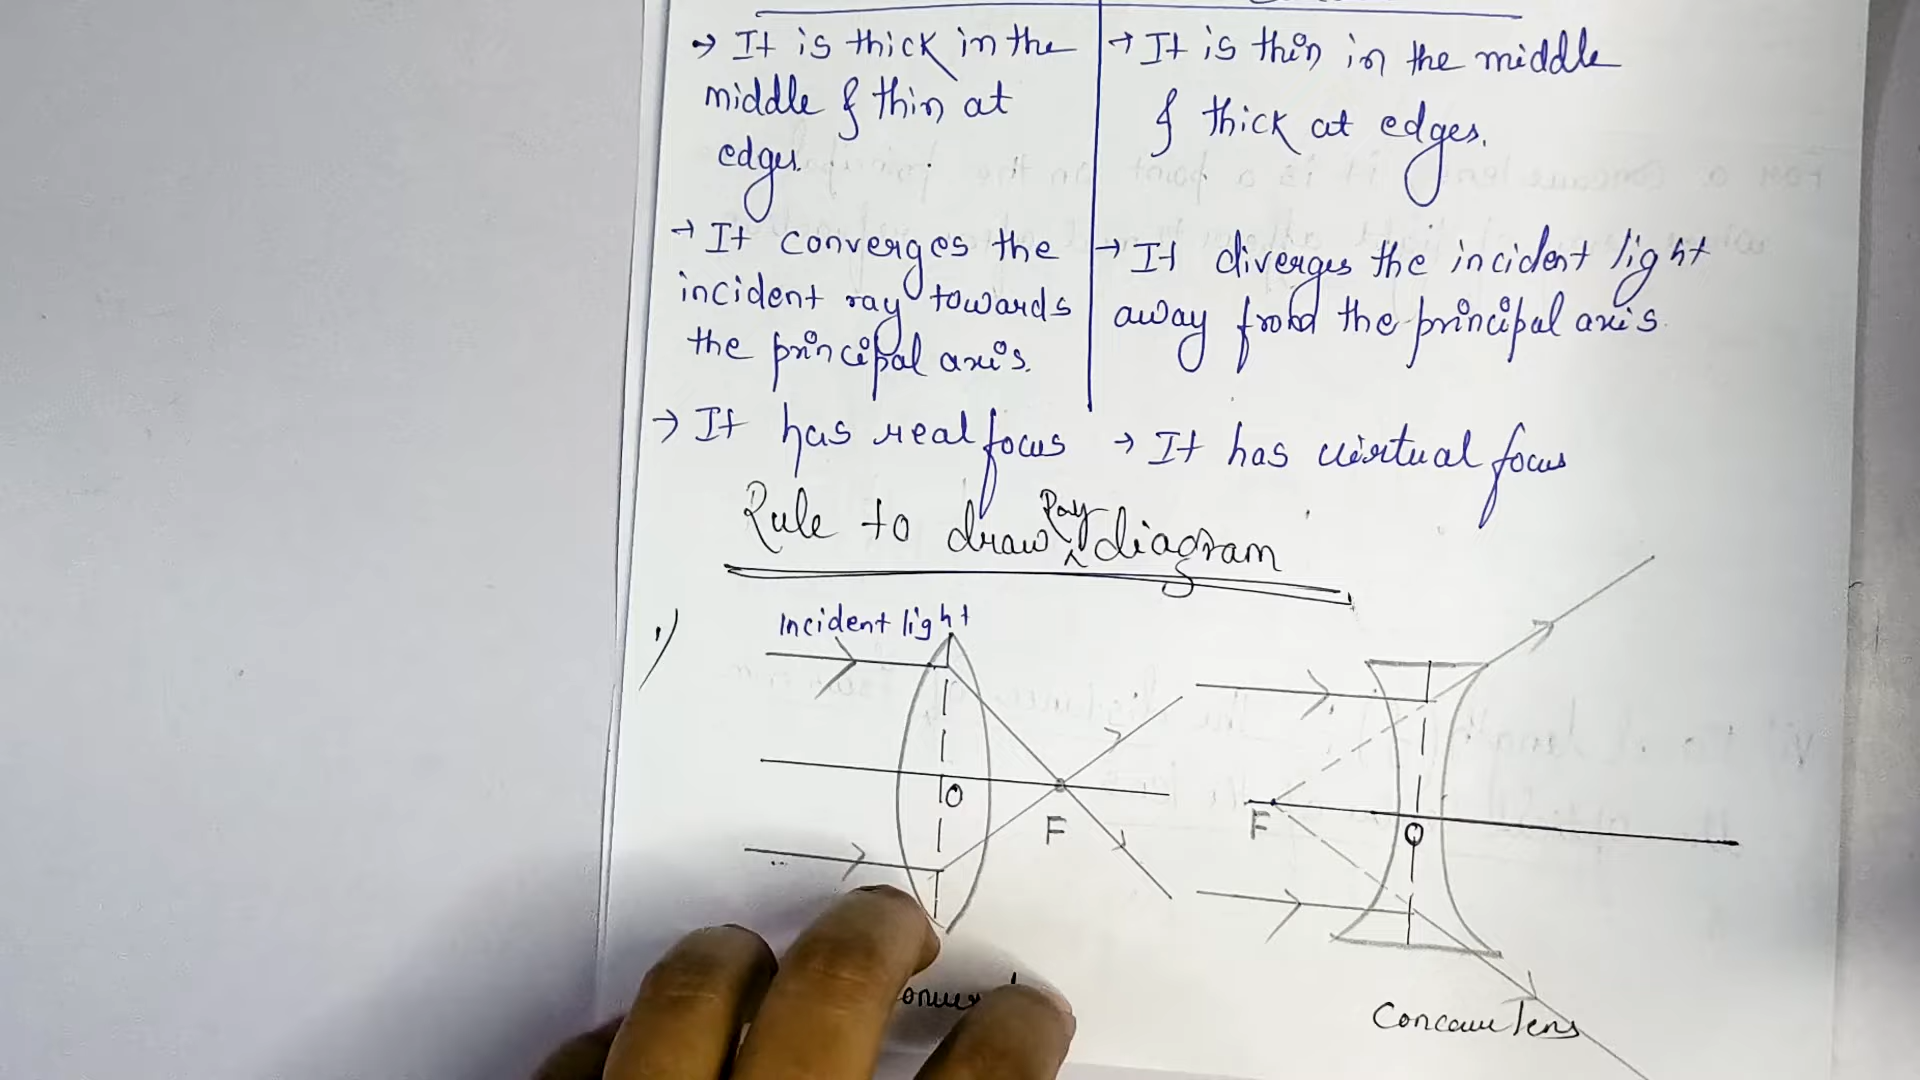 → It is thick in the
middle & thin at
edges.
→ It converges the
incident ray towards
the principal axis.
→ It has real focus
→ It is thin in the middle
& thick at edges.
→ It diverges the incident light
away from the principal axis.
→ It has virtual focus
Rule to draw Ray diagram
i)
Incident light
O
F
F
O
Concave lens